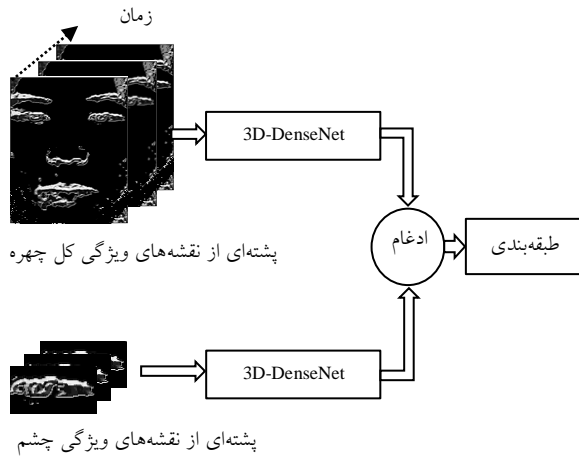 زمان
3D-DenseNet
ادغام
طبقه‌بندی
پشته‌ای از نقشه‌های ویژگی کل چهره
3D-DenseNet
پشته‌ای از نقشه‌های ویژگی چشم